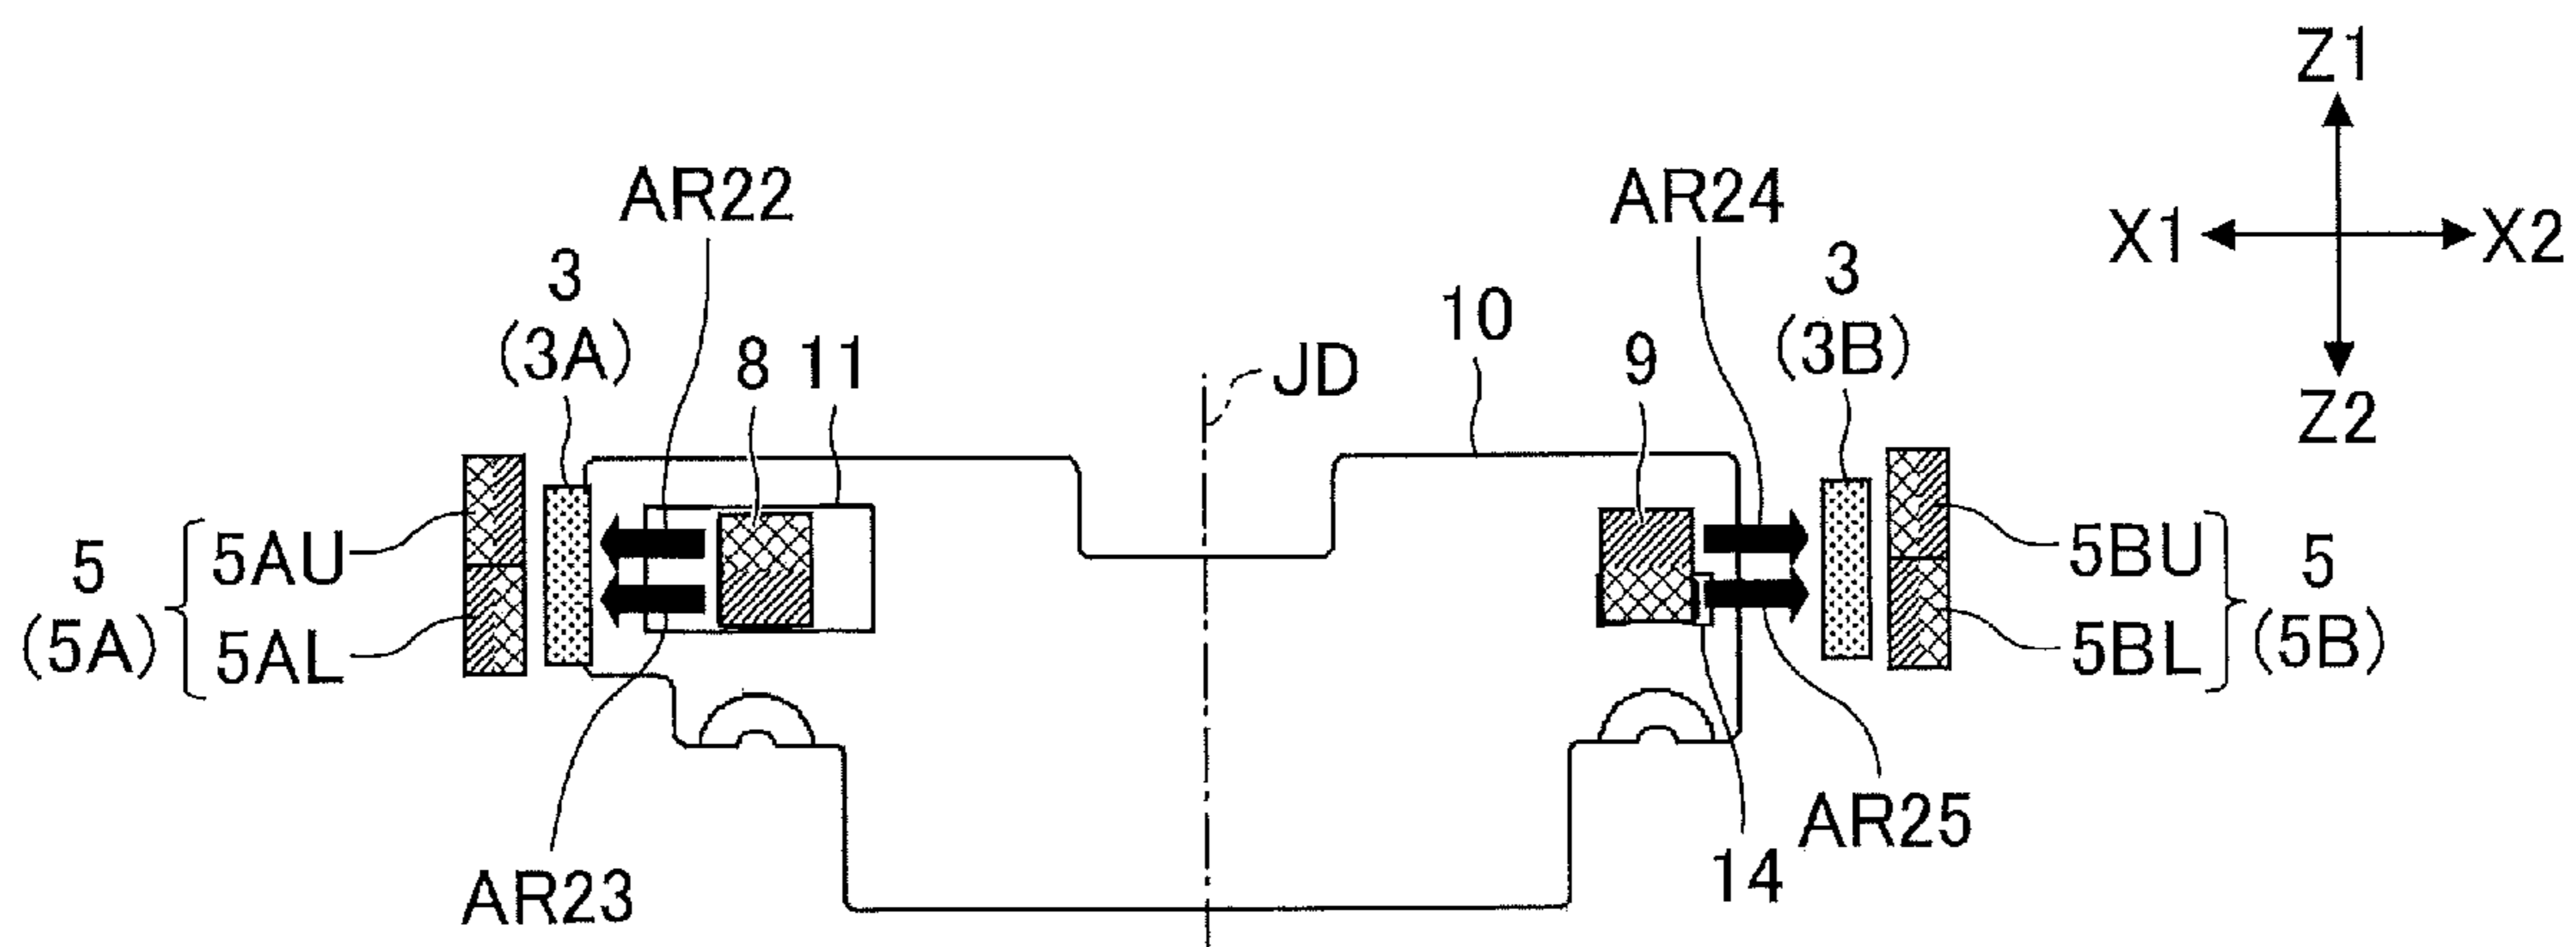 Z1
X1 X2
Z2
AR22
AR24
3
(3A)
8
11
JD
10
9
3
(3B)
5
(5A)
5AU
5AL
5BU
5BL
5
(5B)
AR23
14
AR25